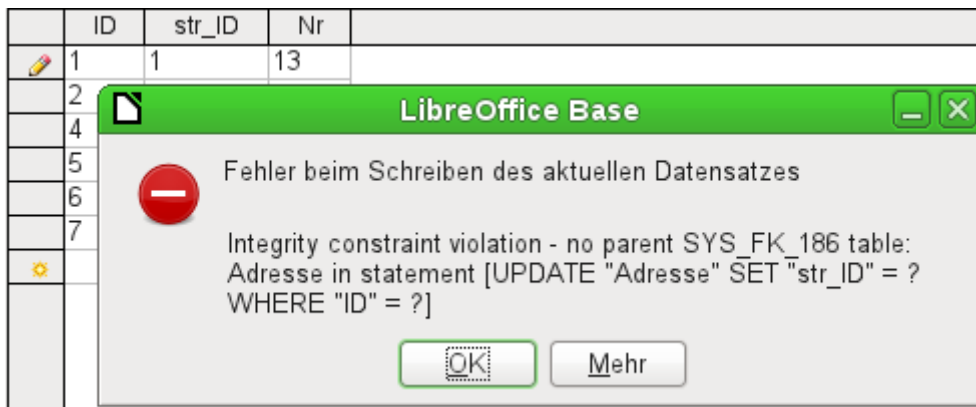 ID str_ID Nr
1 1 13
2
4
5
6
7
LibreOffice Base
Fehler beim Schreiben des aktuellen Datensatzes
Integrity constraint violation - no parent SYS_FK_186 table:
Adresse in statement [UPDATE "Adresse" SET "str_ID" = ?
WHERE "ID" = ?]
OK Mehr